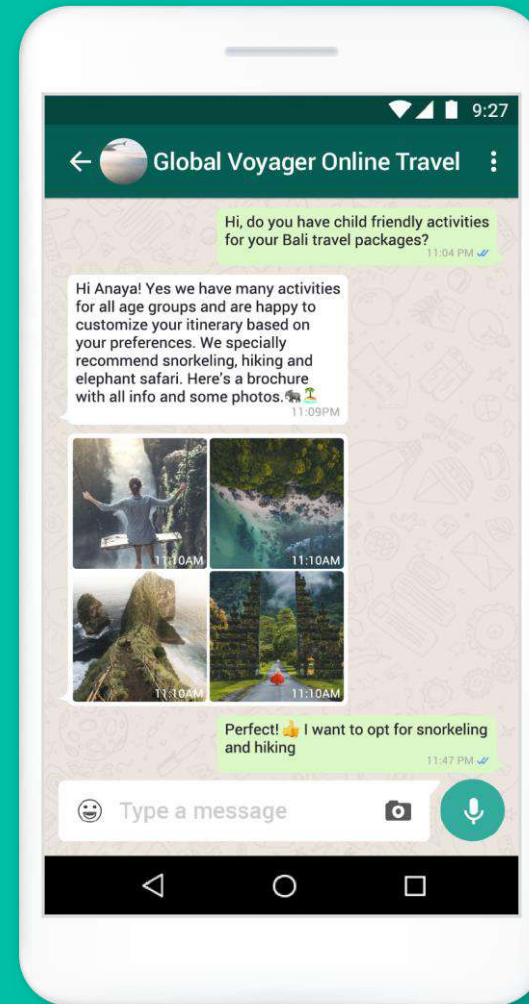 9:27
Global Voyager Online Travel
Hi, do you have child friendly activities
for your Bali travel packages?
11:04 PM
Hi Anaya! Yes we have many activities
for all age groups and are happy to
customize your itinerary based on
your preferences. We specially
recommend snorkeling, hiking and
elephant safari. Here's a brochure
with all info and some photos.🐘🏝️
11:09PM
11:10AM
11:10AM
11:10AM
11:10AM
Perfect! 👍 I want to opt for snorkeling
and hiking
11:47 PM
Type a message